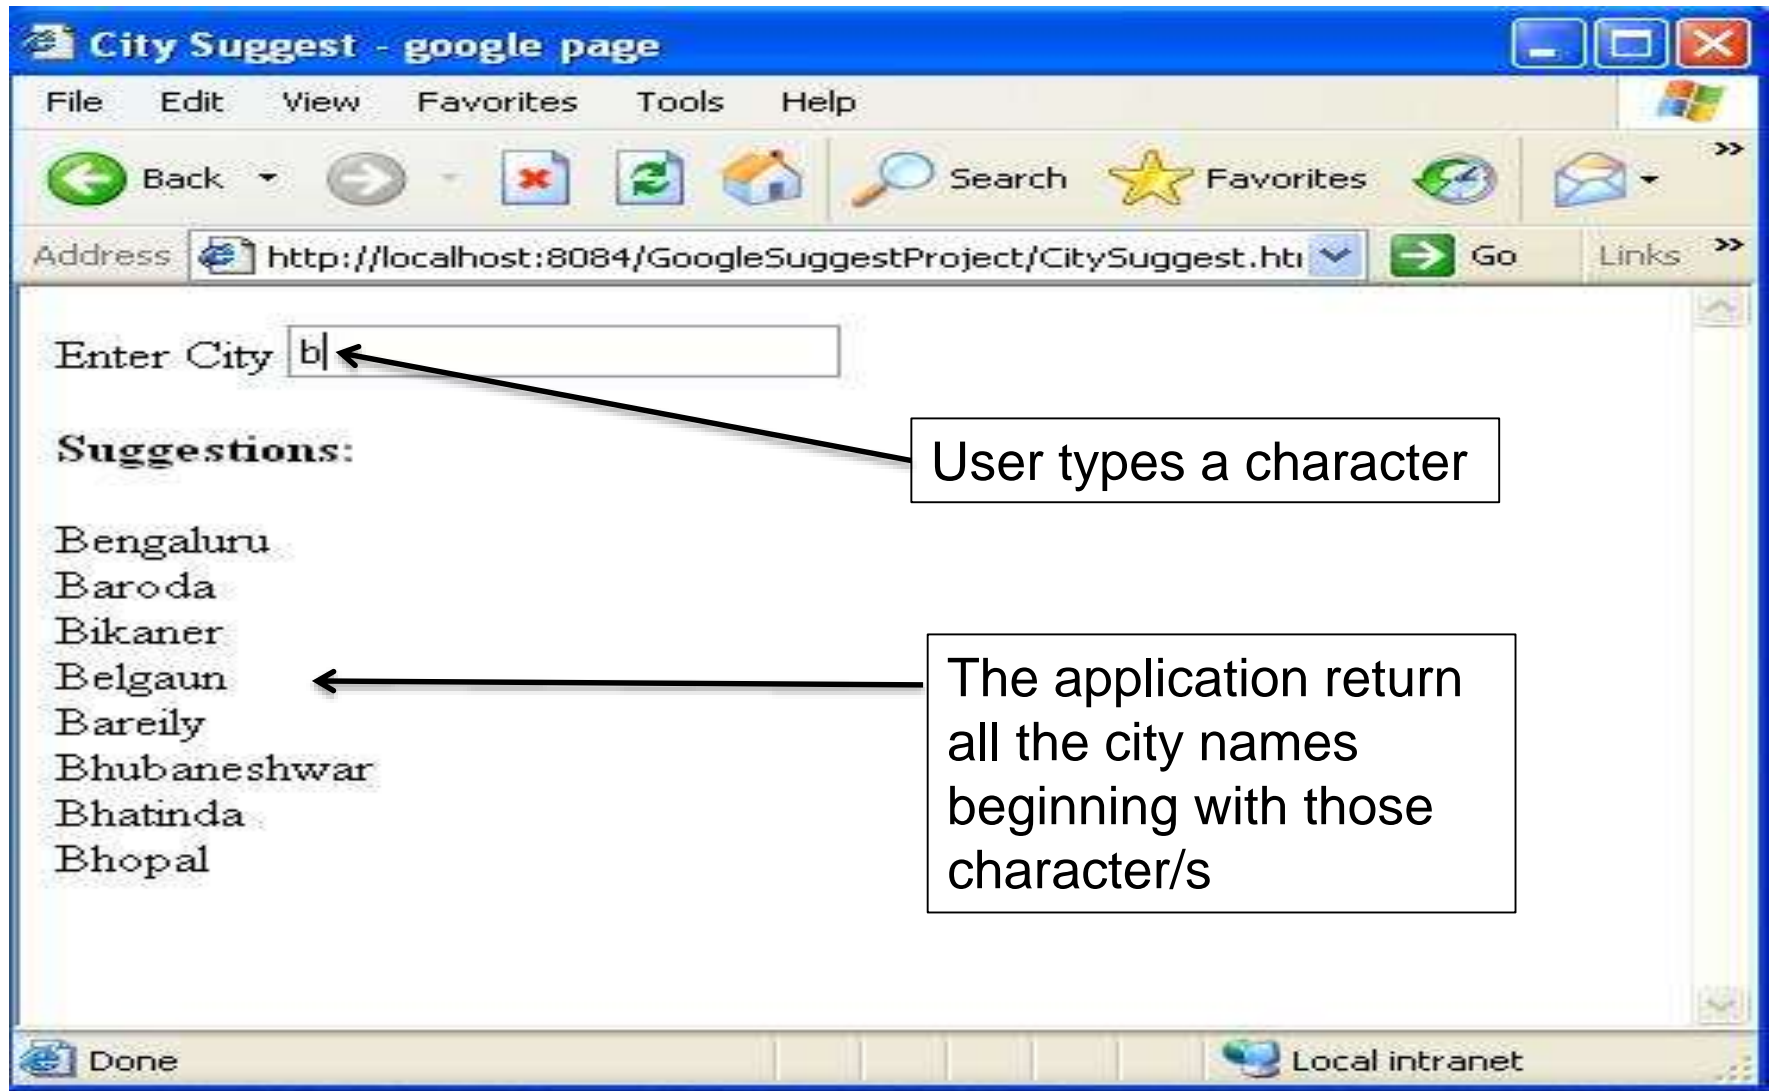 City Suggest - google page
File Edit View Favorites Tools Help
Back Search Favorites »
Address http://localhost:8084/GoogleSuggestProject/CitySuggest.htı Go Links »
Enter City b
User types a character
Suggestions:
Bengaluru
Baroda
Bikaner
Belgaun
Bareily
Bhubaneshwar
Bhatinda
Bhopal
The application return
all the city names
beginning with those
character/s
Done Local intranet